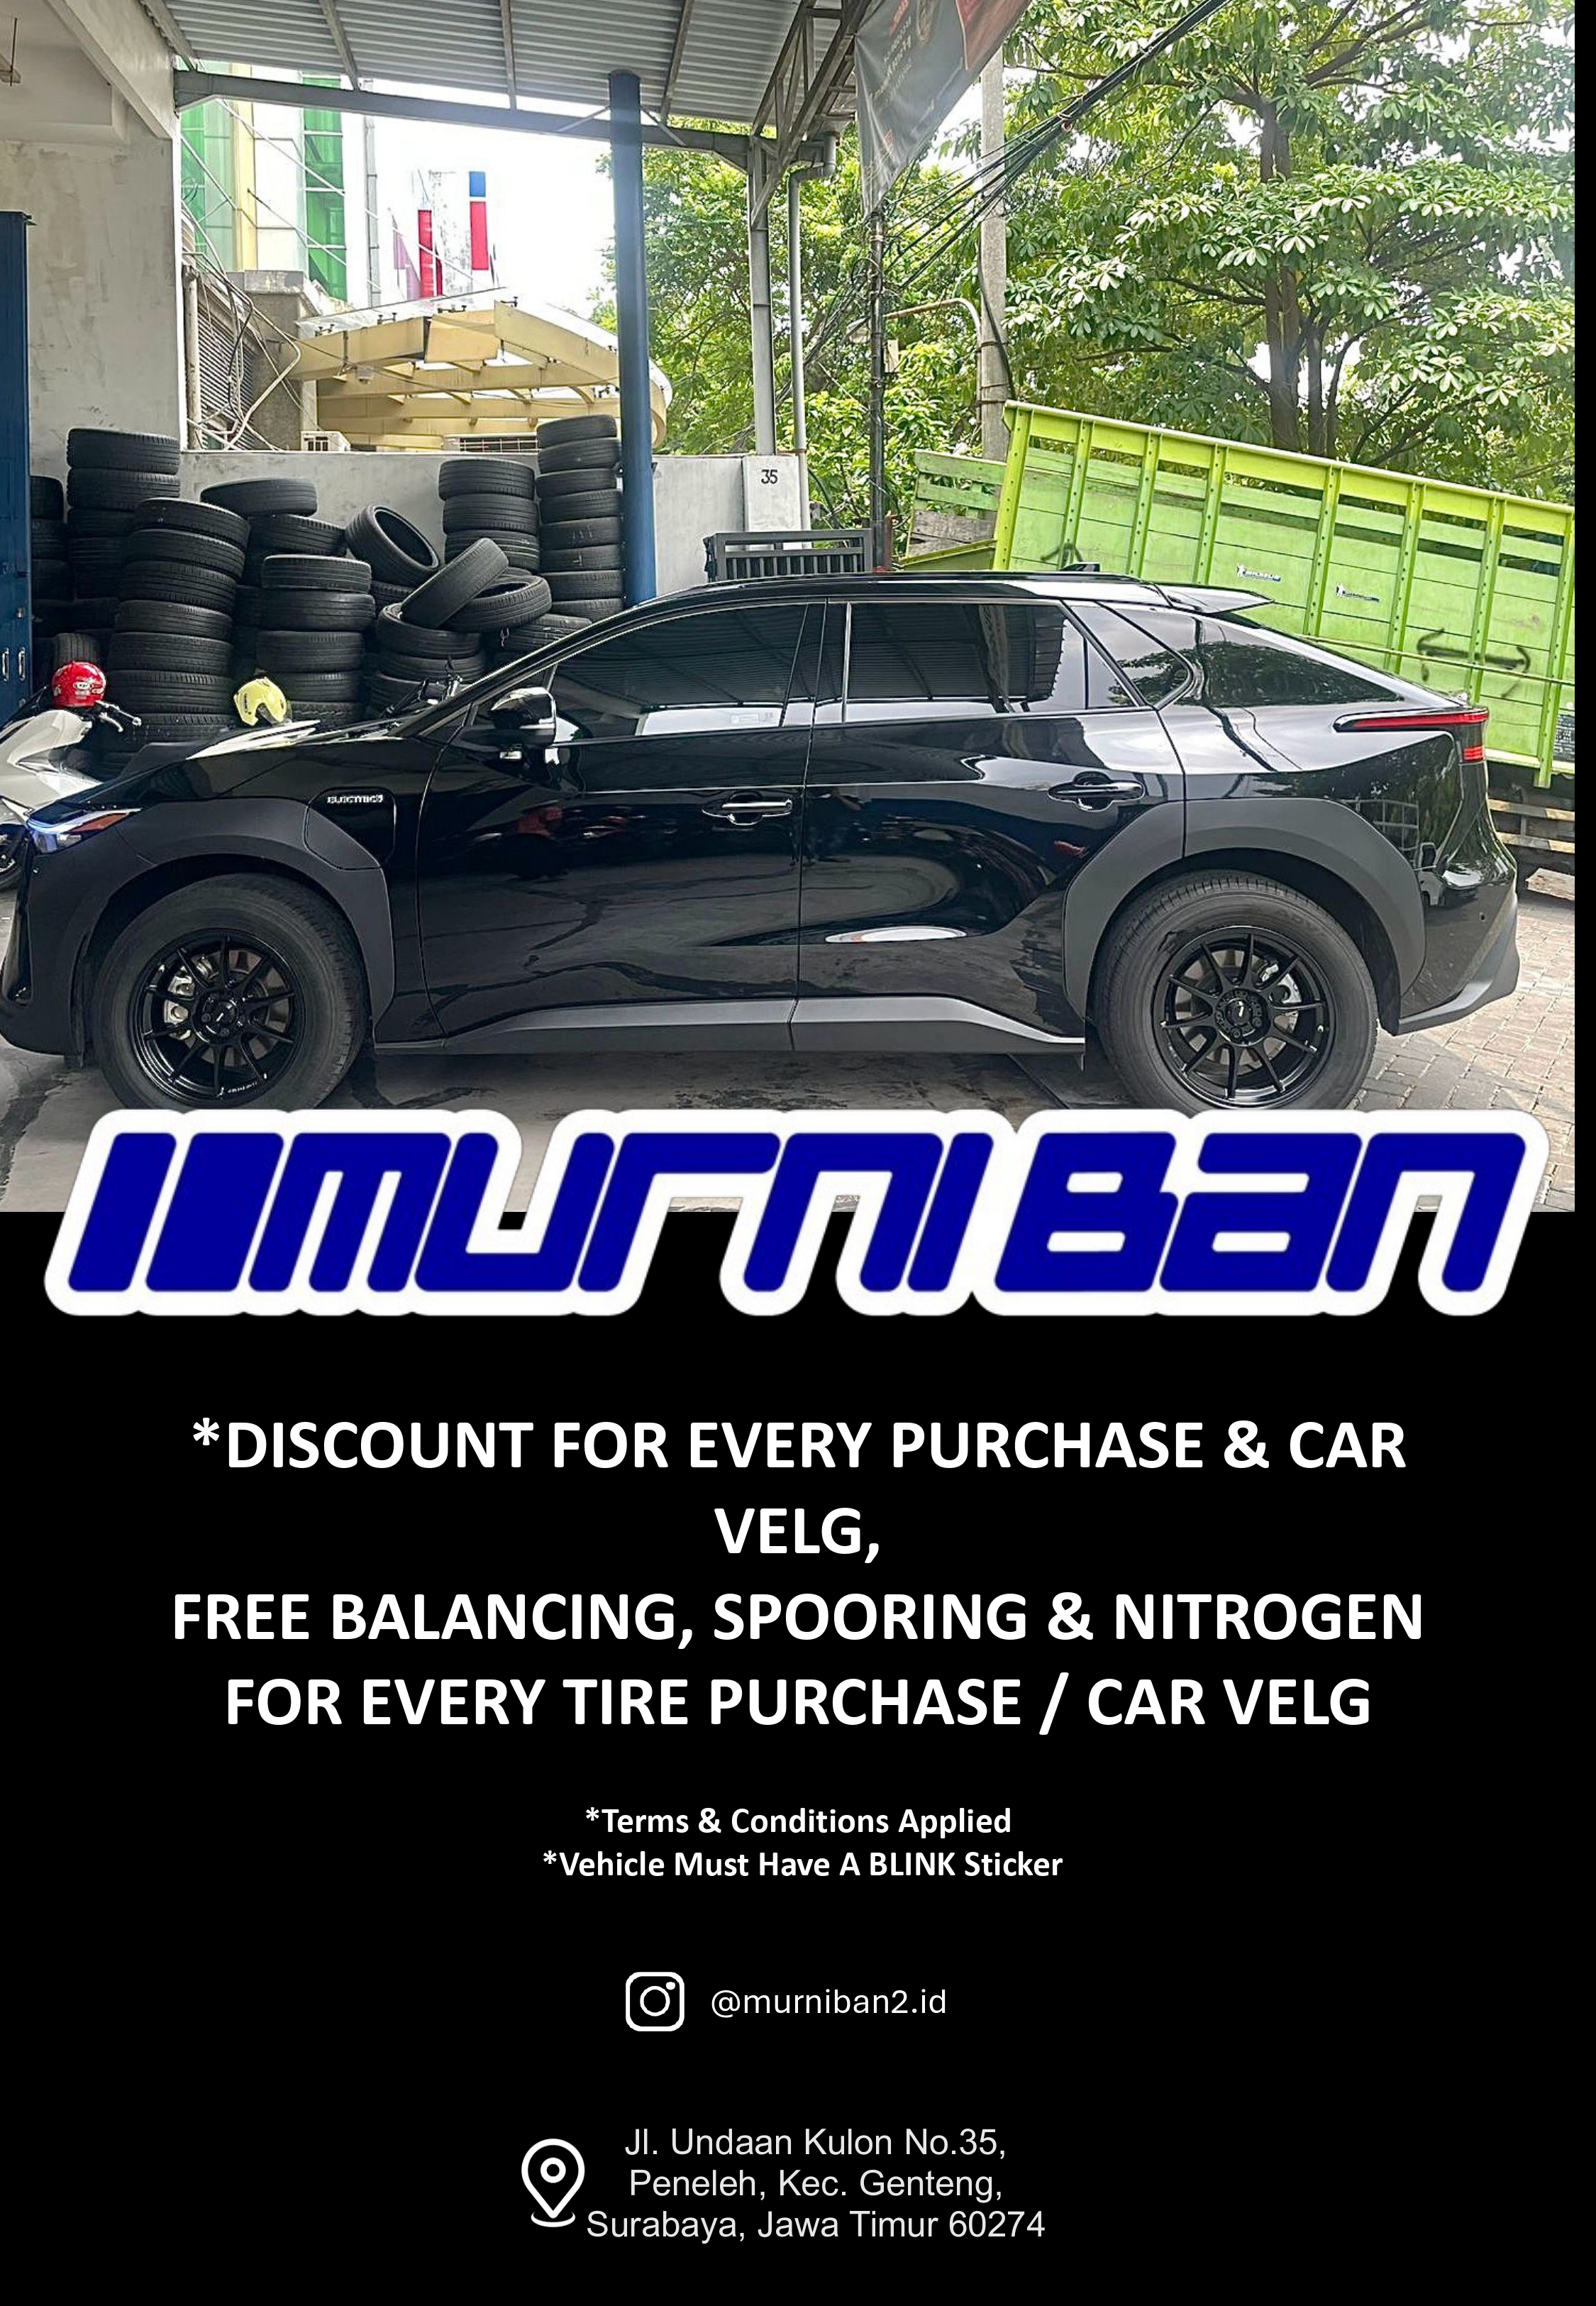 35
ELECTRIC
murni Ban
*DISCOUNT FOR EVERY PURCHASE & CAR
VELG,
FREE BALANCING, SPOORING & NITROGEN
FOR EVERY TIRE PURCHASE / CAR VELG
*Terms & Conditions Applied
*Vehicle Must Have A BLINK Sticker
@murniban2.id
Jl. Undaan Kulon No.35,
Peneleh, Kec. Genteng,
Surabaya, Jawa Timur 60274